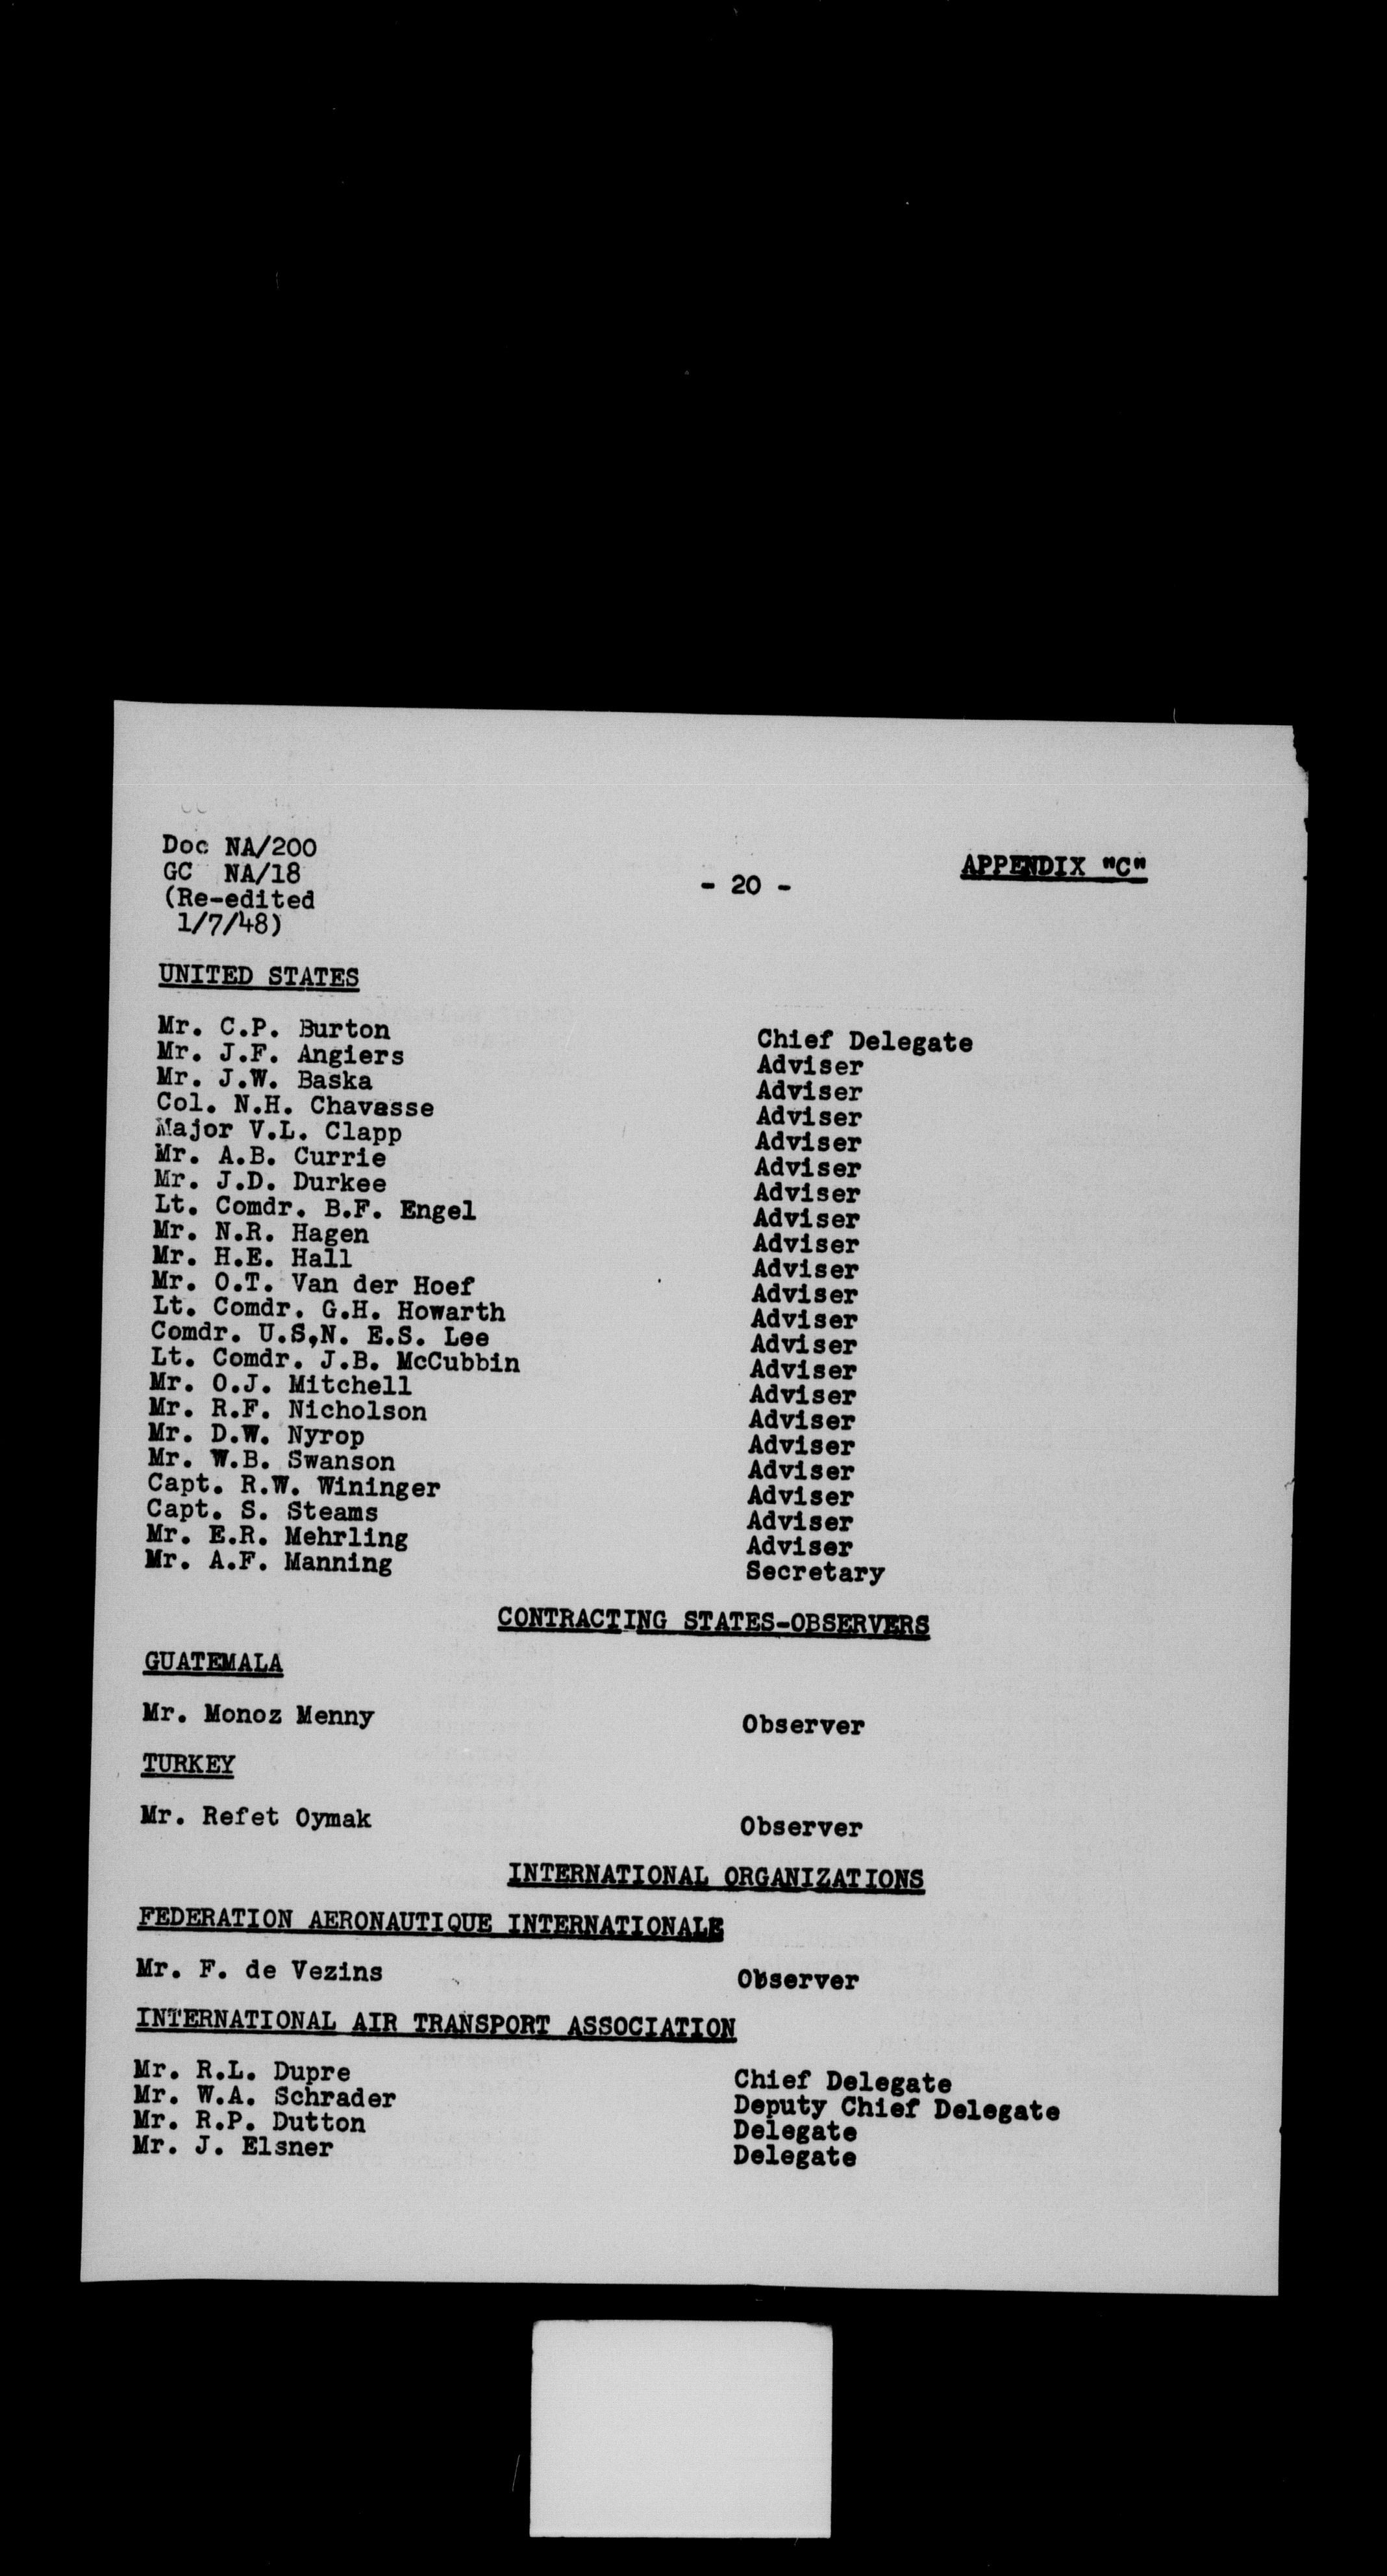 Doc NA/200
GC NA/18
(Re-edited
1/7/48)
- 20 -
APPENDIX "C"
UNITED STATES
Mr. C.P. Burton Chief Delegate
Mr. J.F. Angiers Adviser
Mr. J.W. Baska Adviser
Col. N.H. Chavasse Adviser
Major V.L. Clapp Adviser
Mr. A.B. Currie Adviser
Mr. J.D. Durkee Adviser
Lt. Comdr. B.F. Engel Adviser
Mr. N.R. Hagen Adviser
Mr. H.E. Hall Adviser
Mr. O.T. Van der Hoef Adviser
Lt. Comdr. G.H. Howarth Adviser
Comdr. U.S,N. E.S. Lee Adviser
Lt. Comdr. J.B. McCubbin Adviser
Mr. O.J. Mitchell Adviser
Mr. R.F. Nicholson Adviser
Mr. D.W. Nyrop Adviser
Mr. W.B. Swanson Adviser
Capt. R.W. Wininger Adviser
Capt. S. Steams Adviser
Mr. E.R. Mehrling Adviser
Mr. A.F. Manning Secretary
CONTRACTING STATES-OBSERVERS
GUATEMALA
Mr. Monoz Menny Observer
TURKEY
Mr. Refet Oymak Observer
INTERNATIONAL ORGANIZATIONS
FEDERATION AERONAUTIQUE INTERNATIONALE
Mr. F. de Vezins Observer
INTERNATIONAL AIR TRANSPORT ASSOCIATION
Mr. R.L. Dupre Chief Delegate
Mr. W.A. Schrader Deputy Chief Delegate
Mr. R.P. Dutton Delegate
Mr. J. Elsner Delegate